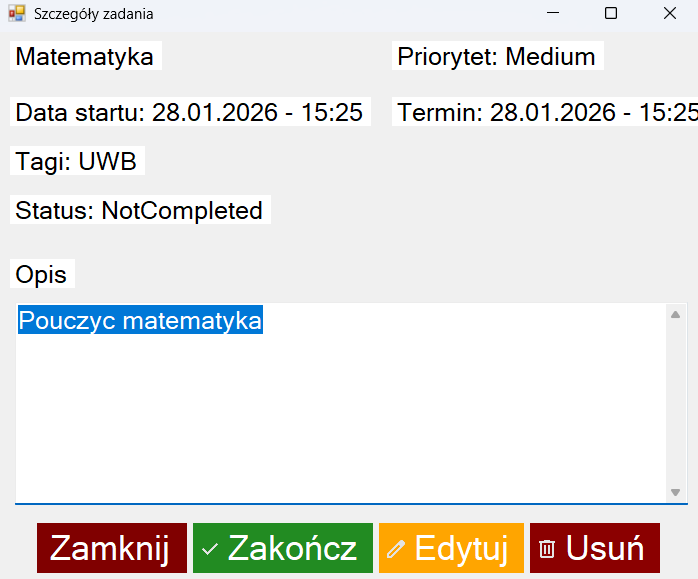 Szczegóły zadania
Matematyka
Priorytet: Medium
Data startu: 28.01.2026 - 15:25
Termin: 28.01.2026 - 15:25
Tagi: UWB
Status: NotCompleted
Opis
Pouczyc matematyka
Zamknij
Zakończ
Edytuj
Usuń